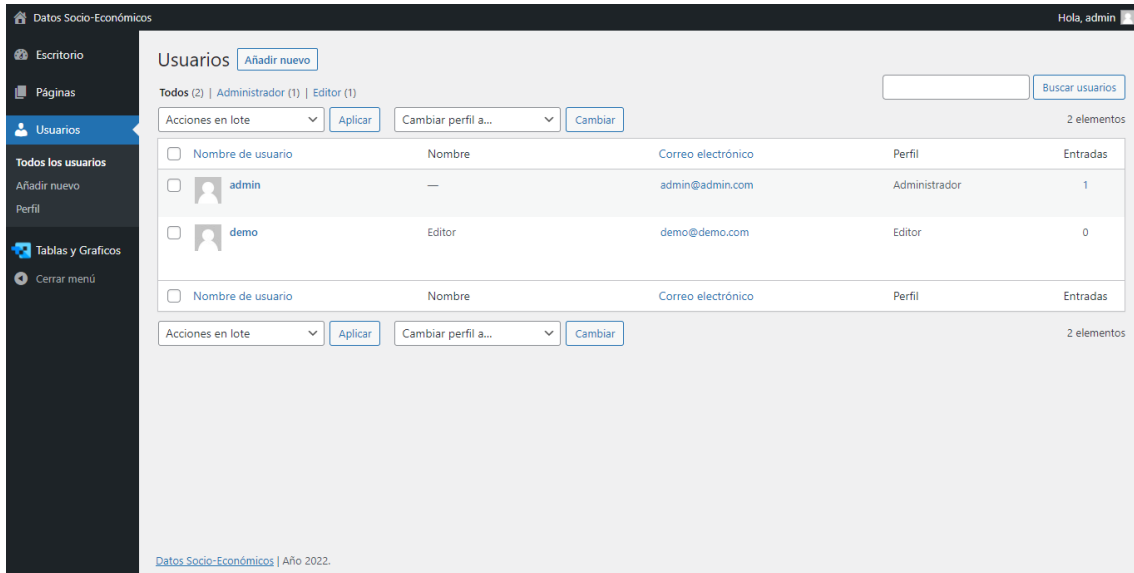 Datos Socio-Económicos
Hola, admin
Escritorio
Páginas
Usuarios
Todos los usuarios
Añadir nuevo
Perfil
Tablas y Graficos
Cerrar menú
Usuarios Añadir nuevo
Todos (2) | Administrador (1) | Editor (1)
Buscar usuarios
Acciones en lote Aplicar Cambiar perfil a... Cambiar 2 elementos
Nombre de usuario Nombre Correo electrónico Perfil Entradas
admin — admin@admin.com Administrador 1
demo Editor demo@demo.com Editor 0
Nombre de usuario Nombre Correo electrónico Perfil Entradas
Acciones en lote Aplicar Cambiar perfil a... Cambiar 2 elementos
Datos Socio-Económicos | Año 2022.